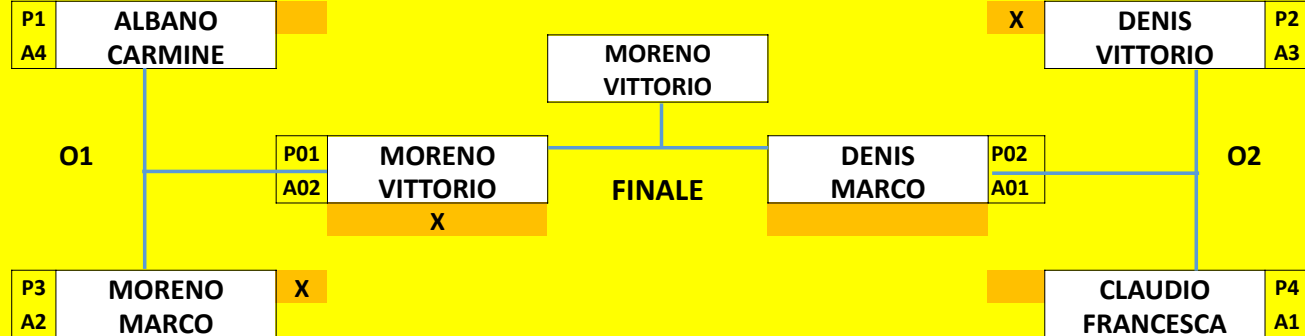 P1 ALBANO X DENIS P2
A4 CARMINE VITTORIO A3
MORENO
VITTORIO
O1 P01 MORENO DENIS P02 O2
A02 VITTORIO FINALE MARCO A01
X
P3 MORENO X CLAUDIO P4
A2 MARCO FRANCESCA A1